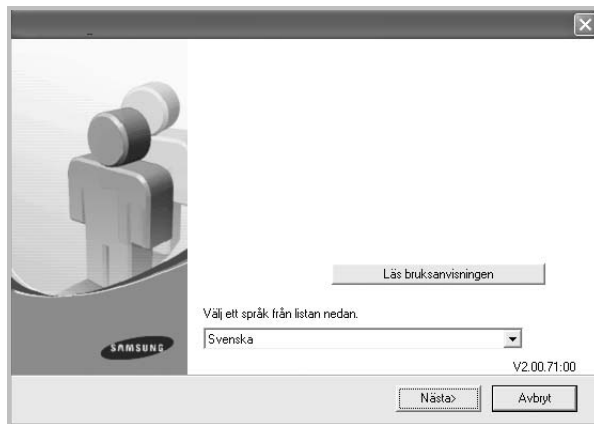 Läs bruksanvisningen
Välj ett språk från listan nedan.
Svenska
SAMSUNG
V2.00.71:00
Nästa>
Avbryt